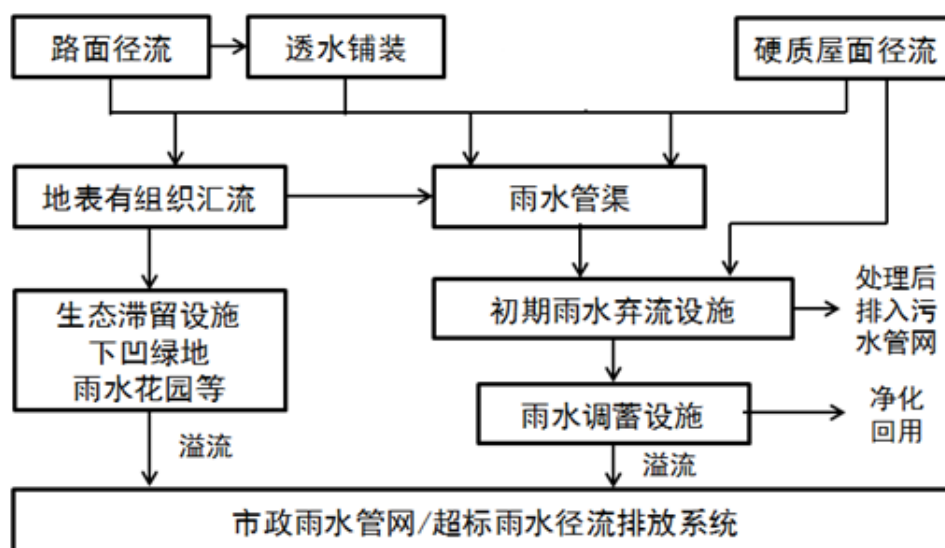 路面径流
透水铺装
硬质屋面径流
地表有组织汇流
雨水管渠
生态滞留设施
下凹绿地
雨水花园等
初期雨水弃流设施
处理后
排入污
水管网
雨水调蓄设施
净化
回用
溢流
溢流
市政雨水管网/超标雨水径流排放系统